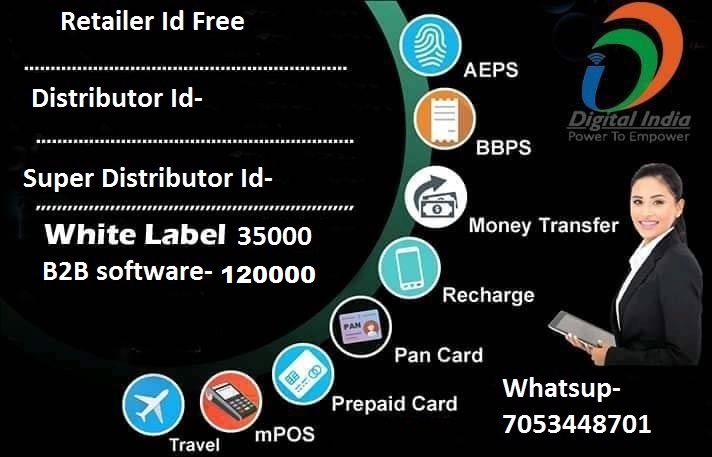 Retailer Id Free
Distributor Id-
Super Distributor Id-
White Label 35000
B2B software- 120000
AEPS
BBPS
Money Transfer
Recharge
PAN
Pan Card
Prepaid Card
mPOS
Travel
Digital India
Power To Empower
Whatsup-
7053448701